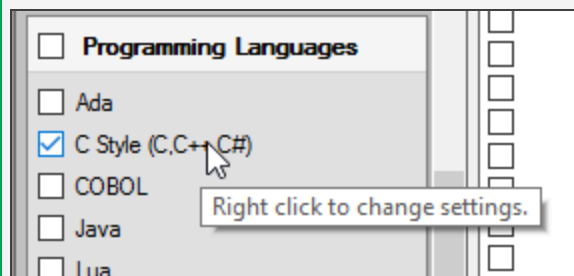 Programming Languages
Ada
C Style (C,C++,C#)
COBOL
Right click to change settings.
Java
Lua